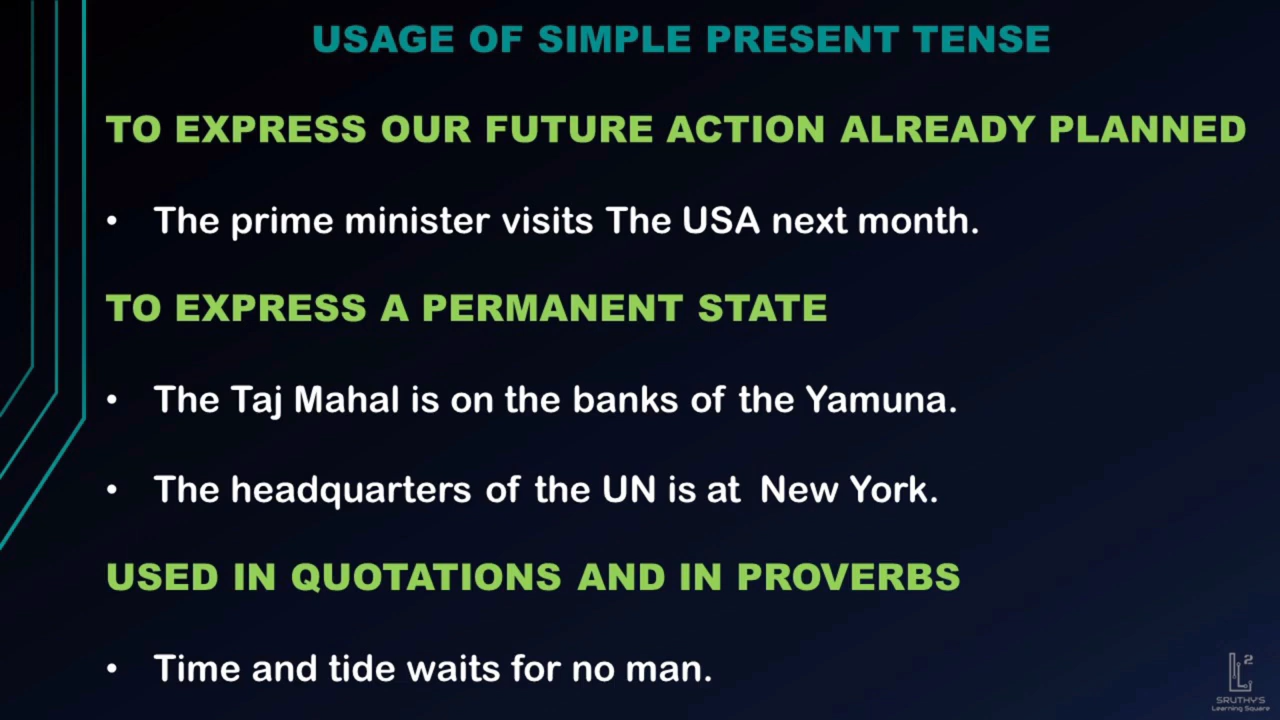 USAGE OF SIMPLE PRESENT TENSE
TO EXPRESS OUR FUTURE ACTION ALREADY PLANNED
• The prime minister visits The USA next month.
TO EXPRESS A PERMANENT STATE
• The Taj Mahal is on the banks of the Yamuna.
• The headquarters of the UN is at New York.
USED IN QUOTATIONS AND IN PROVERBS
• Time and tide waits for no man.
L2
SRUTHY'S
Learning Square